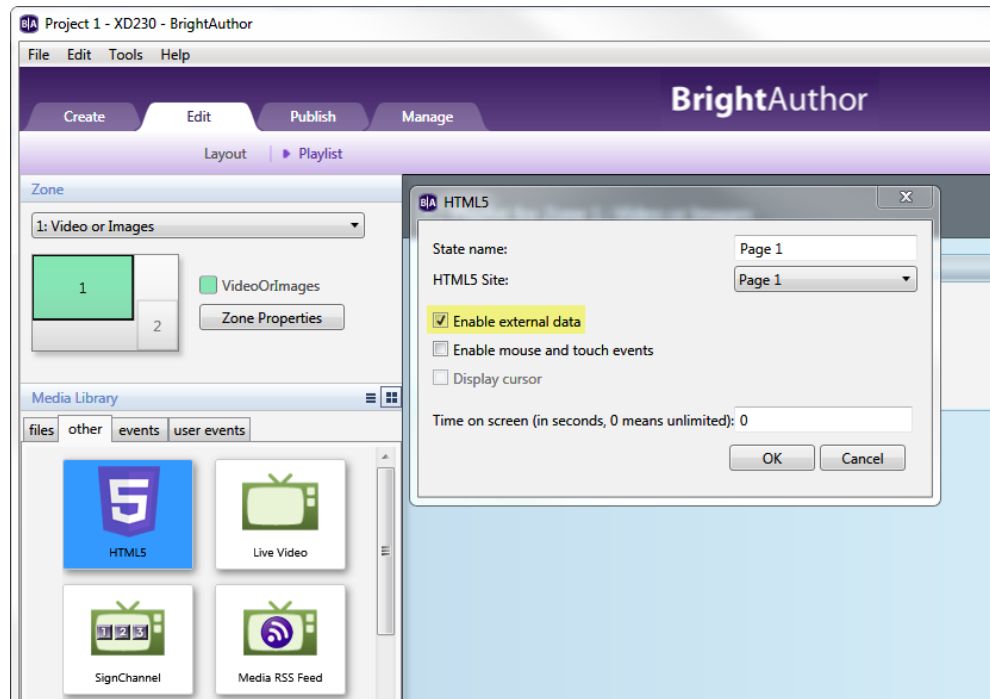 Project 1 - XD230 - BrightAuthor
File Edit Tools Help
BrightAuthor
Create Edit Publish Manage
Layout Playlist
Zone
1: Video or Images
1
2
VideoOrImages
Zone Properties
Media Library
files other events user events
HTML5
Live Video
1 2 3
SignChannel
Media RSS Feed
HTML5
State name: Page 1
HTML5 Site: Page 1
Enable external data
Enable mouse and touch events
Display cursor
Time on screen (in seconds, 0 means unlimited): 0
OK Cancel